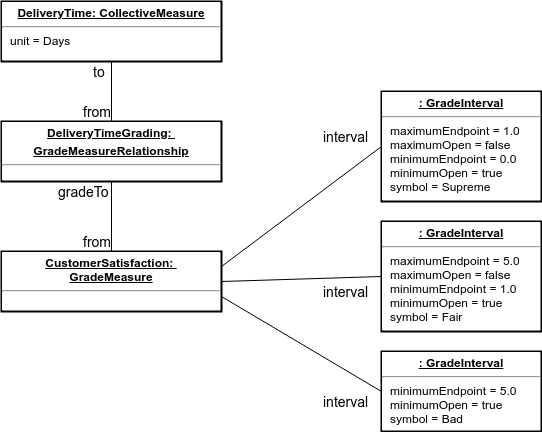 DeliveryTime: CollectiveMeasure
unit = Days
to
from
DeliveryTimeGrading:
GradeMeasureRelationship
gradeTo
from
CustomerSatisfaction:
GradeMeasure
interval
: GradeInterval
maximumEndpoint = 1.0
maximumOpen = false
minimumEndpoint = 0.0
minimumOpen = true
symbol = Supreme
interval
: GradeInterval
maximumEndpoint = 5.0
maximumOpen = false
minimumEndpoint = 1.0
minimumOpen = true
symbol = Fair
interval
: GradeInterval
minimumEndpoint = 5.0
minimumOpen = true
symbol = Bad